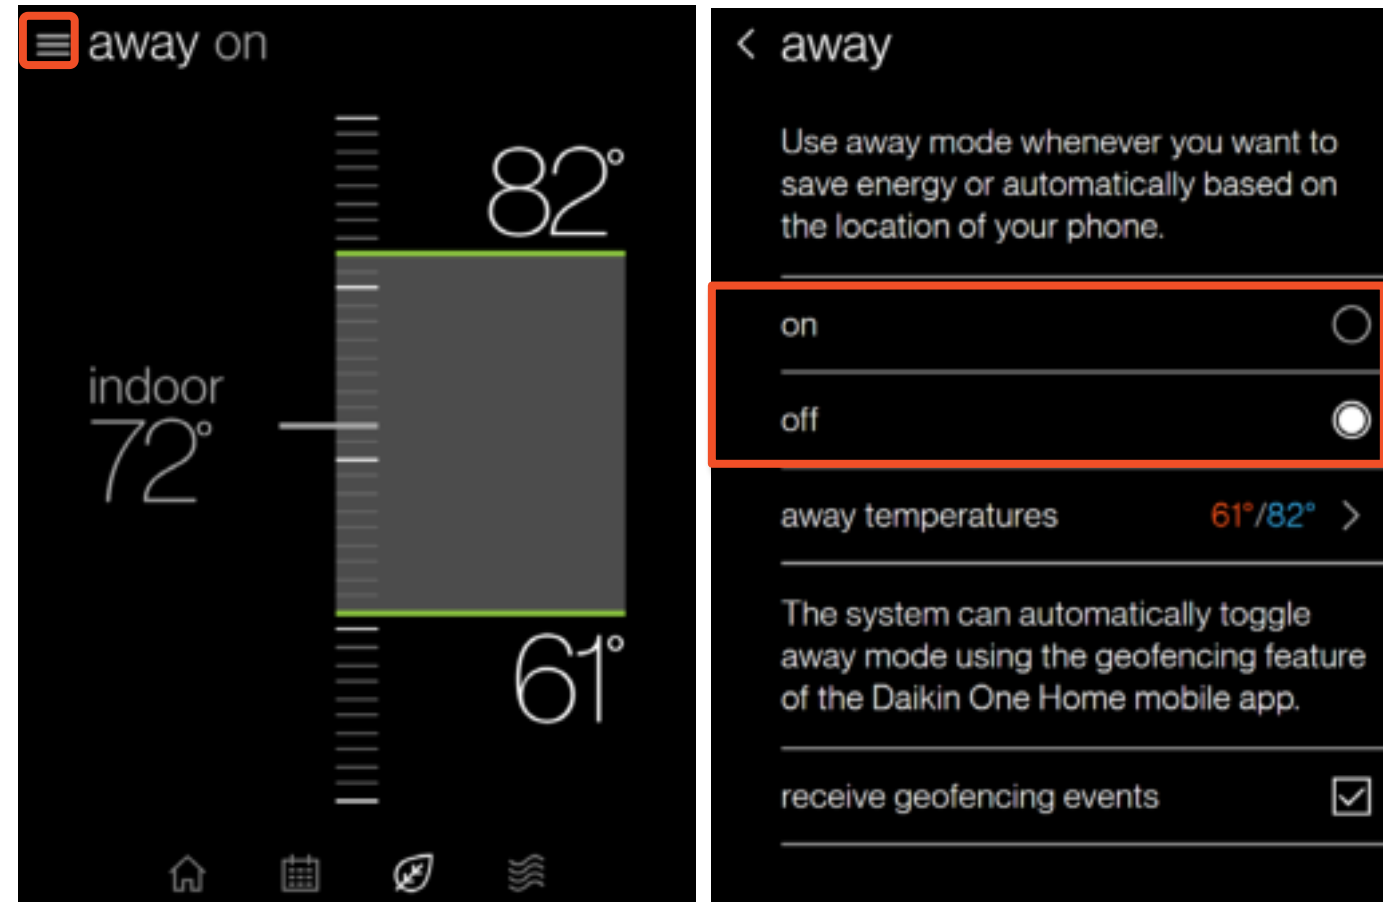 away on
82°
indoor
72°
61°
away
Use away mode whenever you want to
save energy or automatically based on
the location of your phone.
on
off
away temperatures 61°/82°
The system can automatically toggle
away mode using the geofencing feature
of the Daikin One Home mobile app.
receive geofencing events